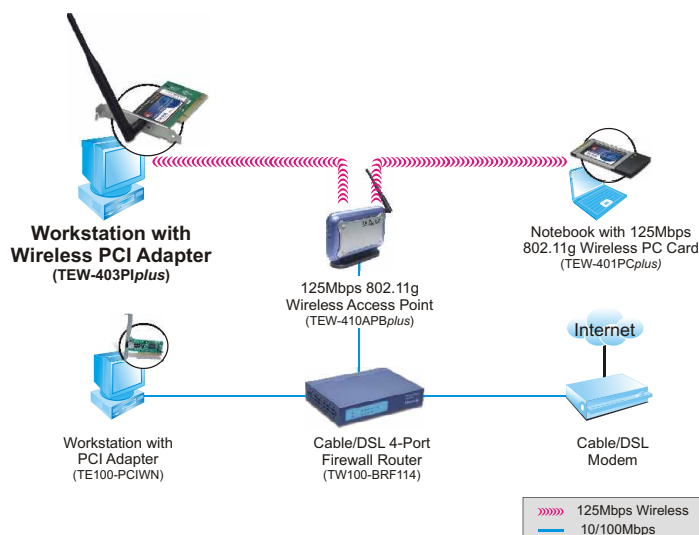 Workstation with
Wireless PCI Adapter
(TEW-403PIplus)
125Mbps 802.11g
Wireless Access Point
(TEW-410APBplus)
Notebook with 125Mbps
802.11g Wireless PC Card
(TEW-401PCplus)
Internet
Workstation with
PCI Adapter
(TE100-PCIWN)
Cable/DSL 4-Port
Firewall Router
(TW100-BRF114)
Cable/DSL
Modem
125Mbps Wireless
10/100Mbps